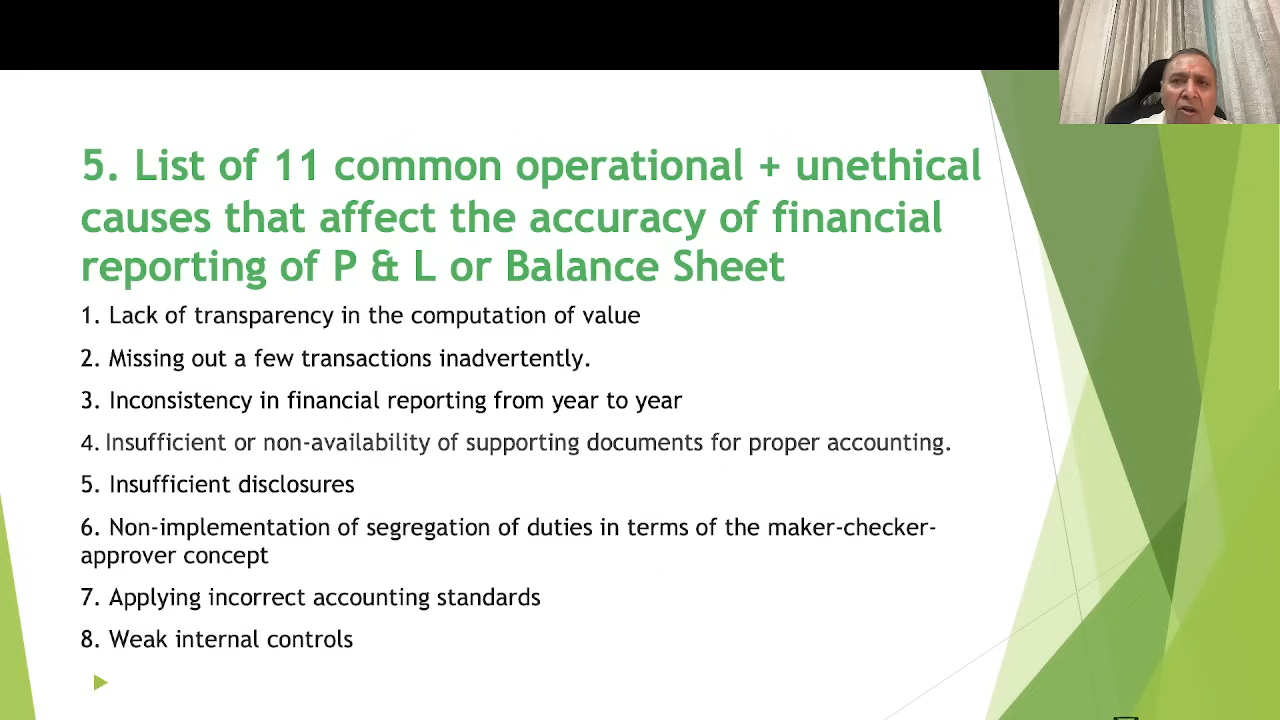 5. List of 11 common operational + unethical
causes that affect the accuracy of financial
reporting of P & L or Balance Sheet
1. Lack of transparency in the computation of value
2. Missing out a few transactions inadvertently.
3. Inconsistency in financial reporting from year to year
4. Insufficient or non-availability of supporting documents for proper accounting.
5. Insufficient disclosures
6. Non-implementation of segregation of duties in terms of the maker-checker-
approver concept
7. Applying incorrect accounting standards
8. Weak internal controls